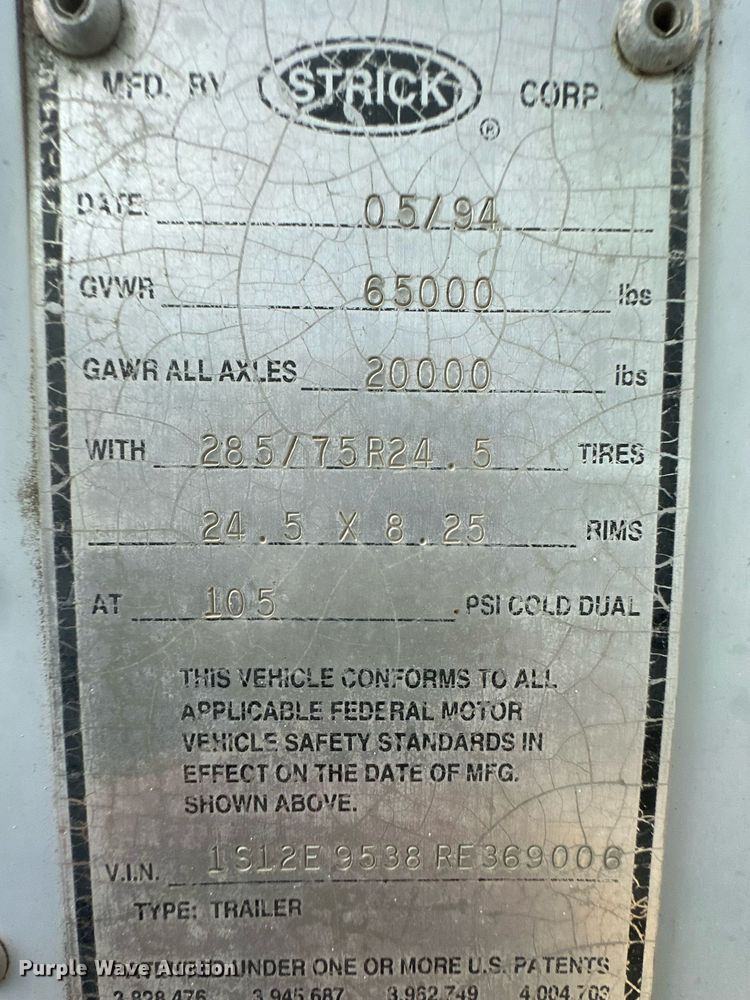 MFD. BY STRICK CORP.
®
DATE 05/94
GVWR 65000 lbs
GAWR ALL AXLES 20000 lbs
WITH 285/75R24.5 TIRES
24.5 X 8.25 RIMS
AT 105 PSI COLD DUAL
THIS VEHICLE CONFORMS TO ALL
APPLICABLE FEDERAL MOTOR
VEHICLE SAFETY STANDARDS IN
EFFECT ON THE DATE OF MFG.
SHOWN ABOVE.
V.I.N. 1S12E9538RE369006
TYPE: TRAILER
UNDER ONE OR MORE U.S. PATENTS
3,945,687 3,962,749 4,004,703
Purple Wave Auction